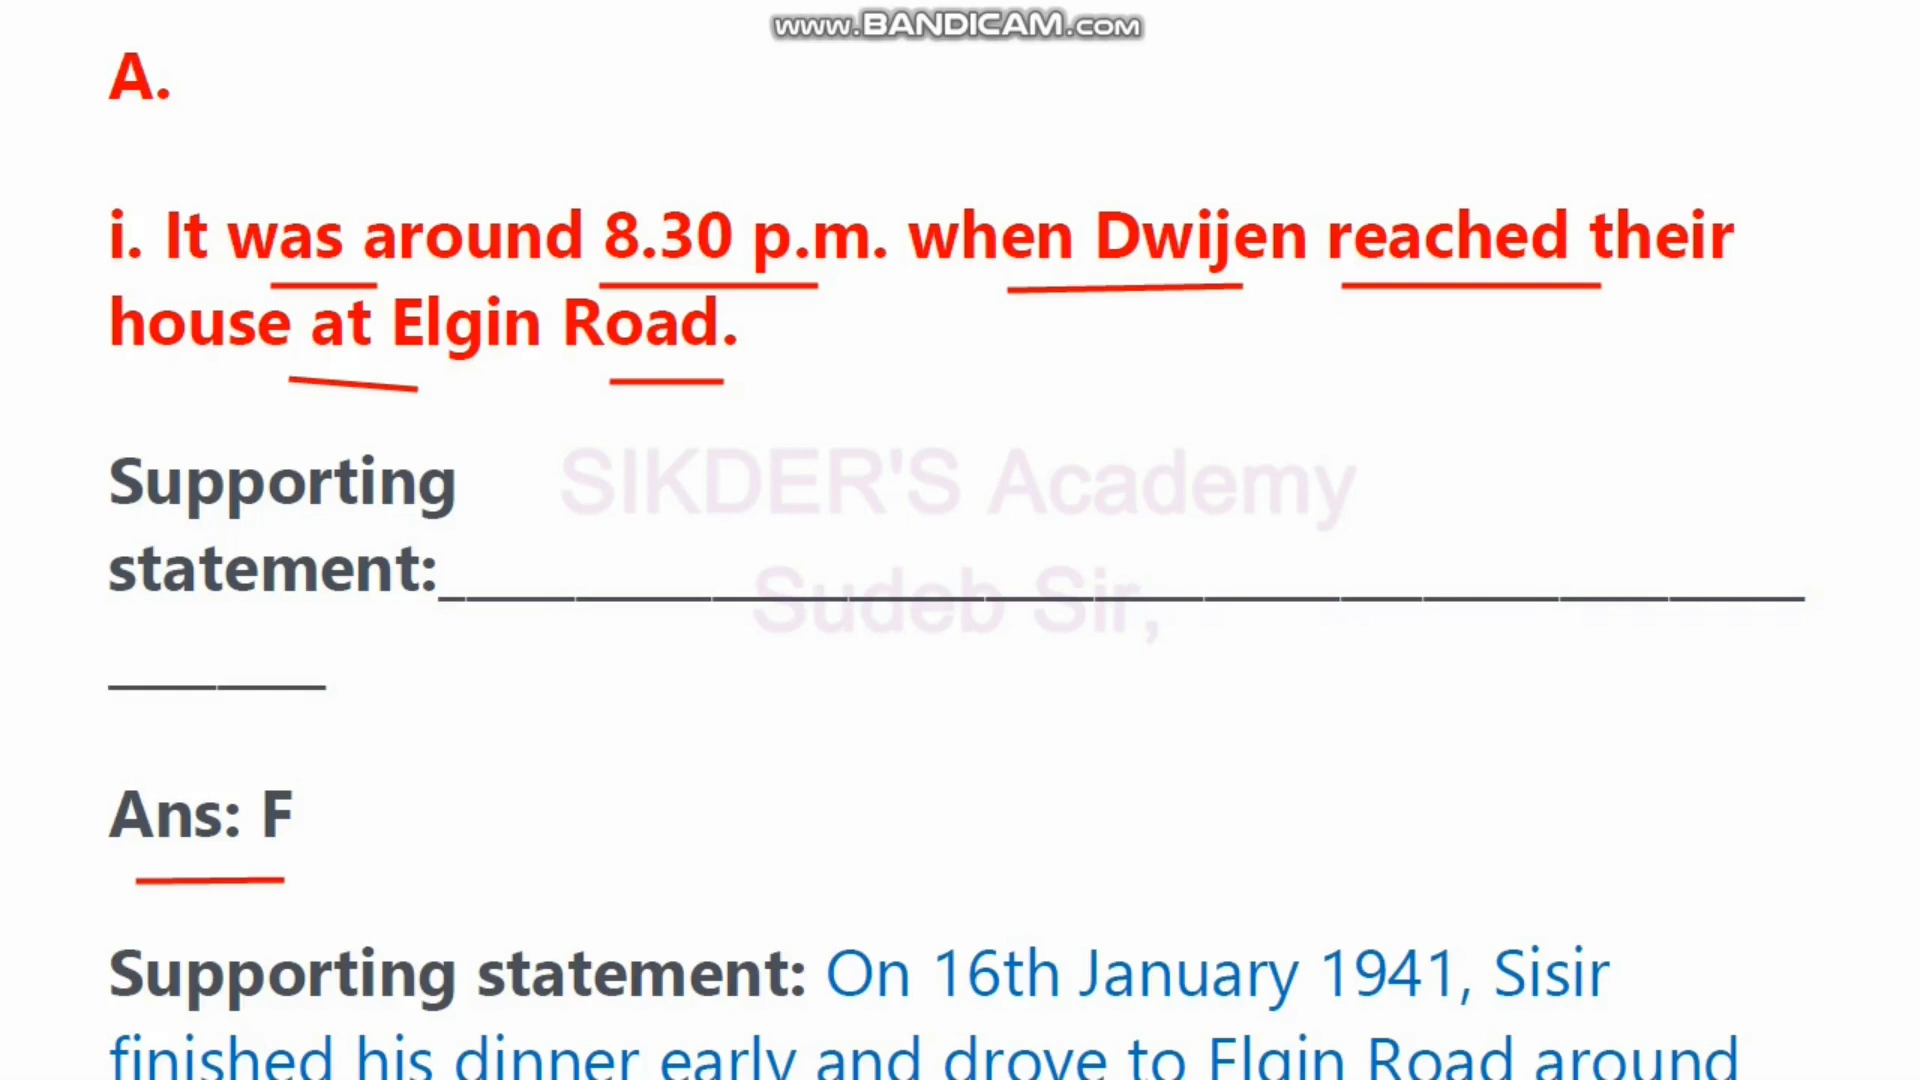 www.BANDICAM.com
A.
i. It was around 8.30 p.m. when Dwijen reached their
house at Elgin Road.
SIKDER'S Academy
Supporting
statement:__________________________________________________
Sudeb Sir,
________
Ans: F
Supporting statement: On 16th January 1941, Sisir
finished his dinner early and drove to Elgin Road around